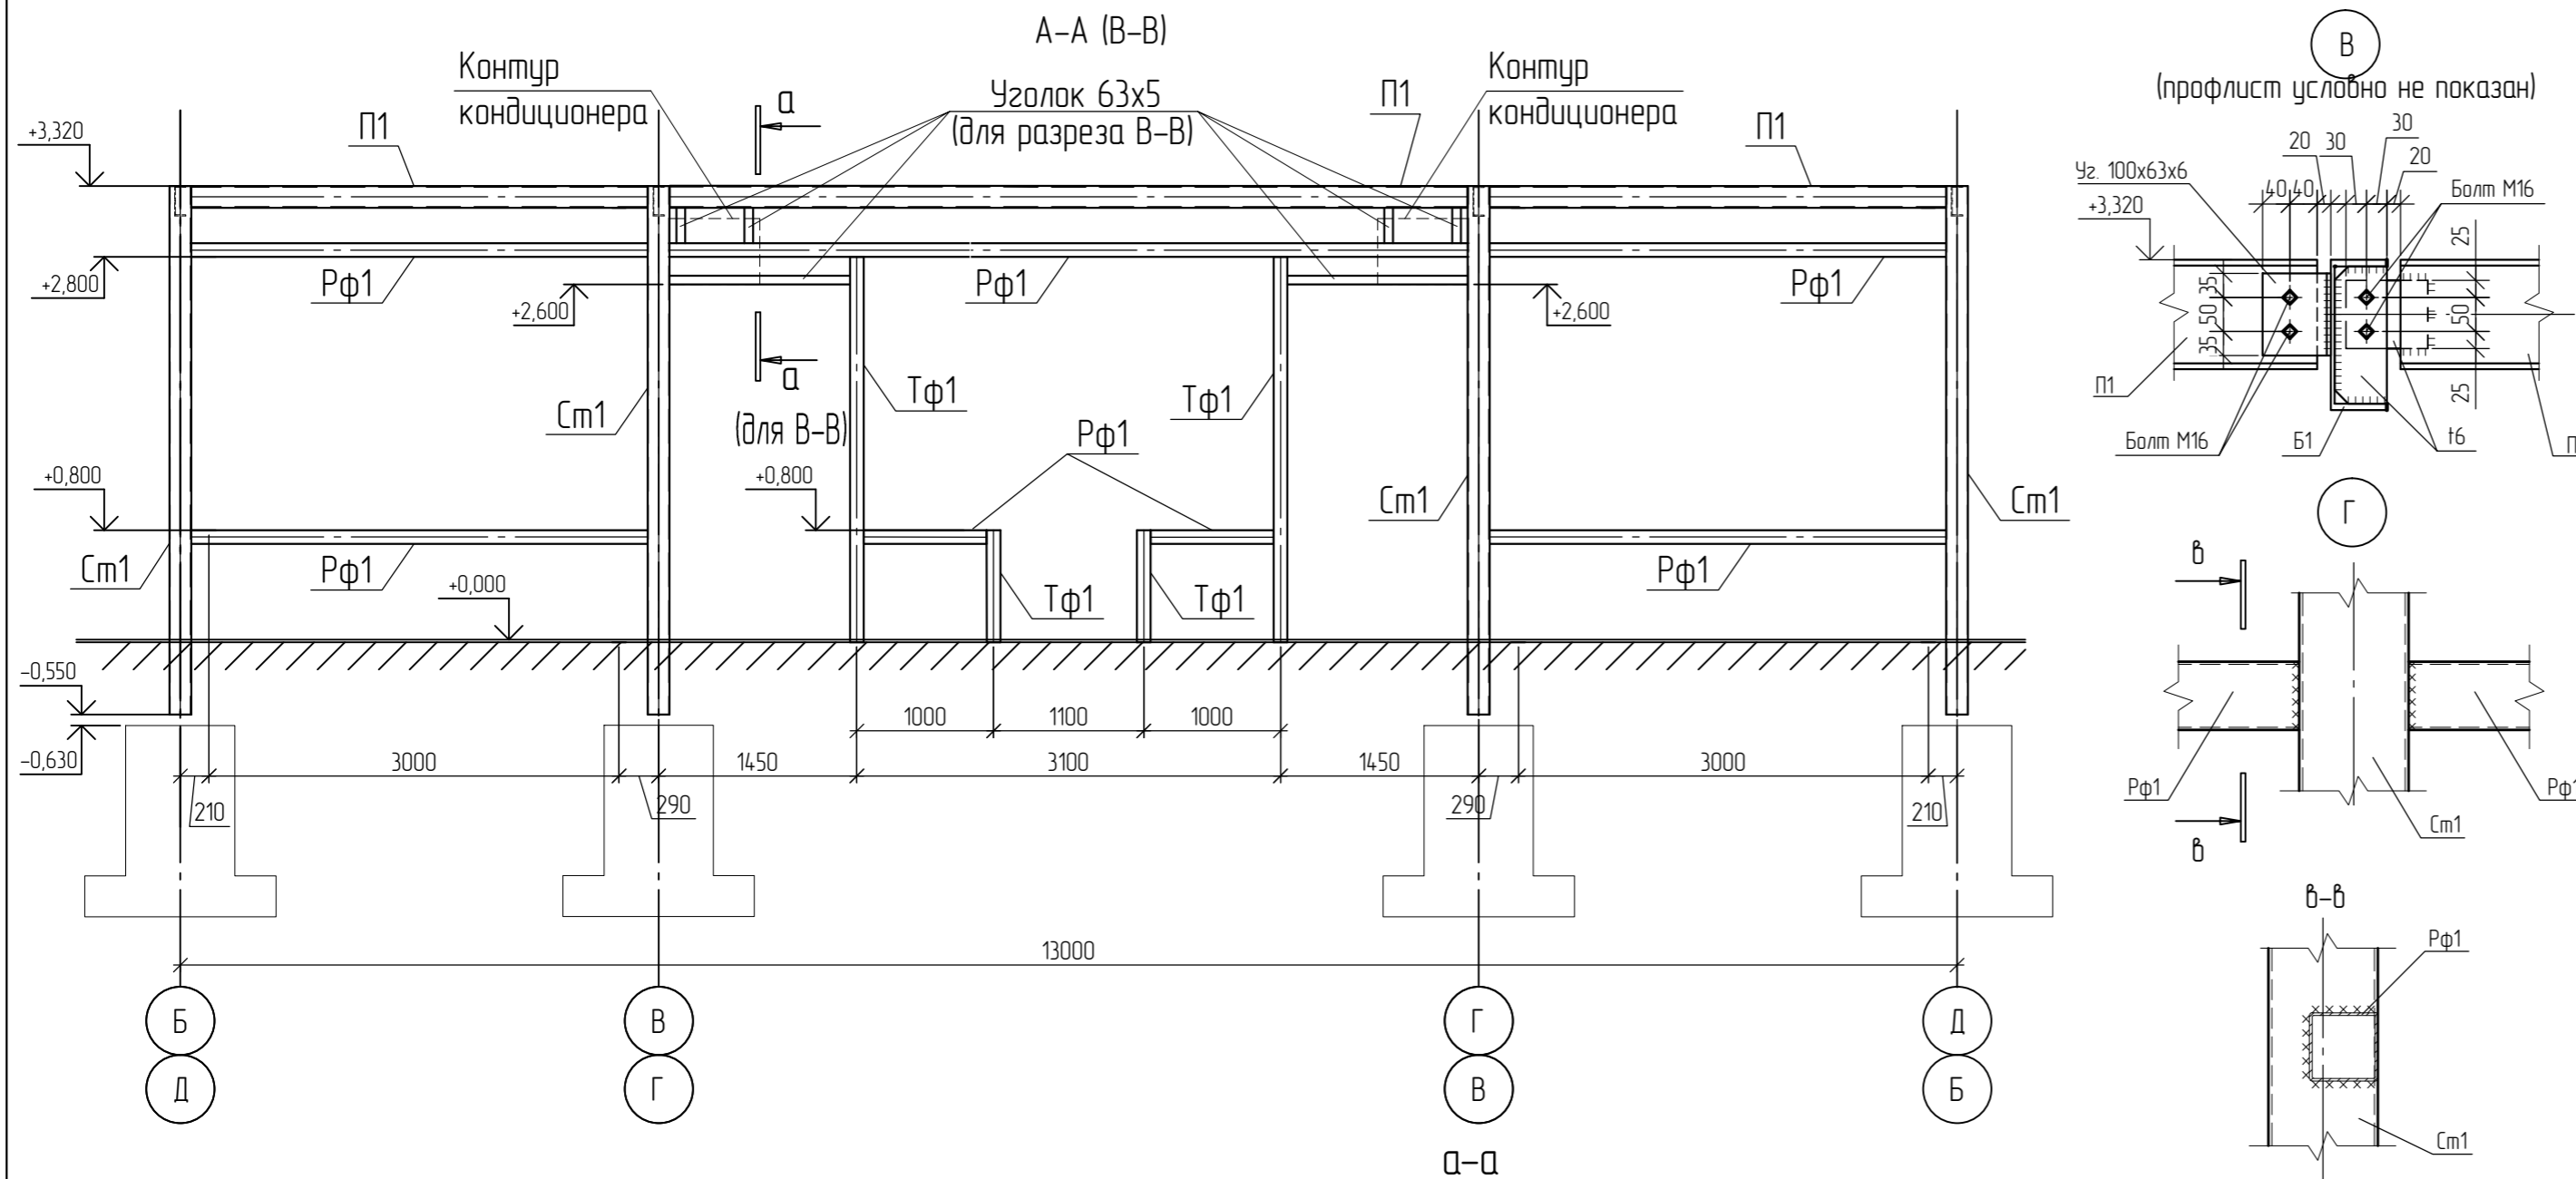 А-А (В-В)
Контур
кондиционера
а
Уголок 63х5
(для разреза В-В)
П1
Контур
кондиционера
П1
П1
+3,320
+2,800
Рф1
+2,600
Рф1
Рф1
+2,600
а
(для В-В)
Ст1
Тф1
Тф1
Рф1
+0,800
+0,800
Ст1
Ст1
Ст1
Рф1
+0,000
Тф1
Тф1
Рф1
-0,550
-0,630
1000
1100
1000
3000
1450
3100
1450
3000
210
290
290
210
13000
Б
В
Г
Д
Д
Г
В
Б
а-а
В
(профлист условно не показан)
30
20
30
20
Уг. 100х63х6
40
40
Болт М16
+3,320
25
35
50
50
35
25
П1
Болт М16
Б1
t6
П
Г
в
Рф1
Рф1
Ст1
в
в-в
Рф1
Ст1